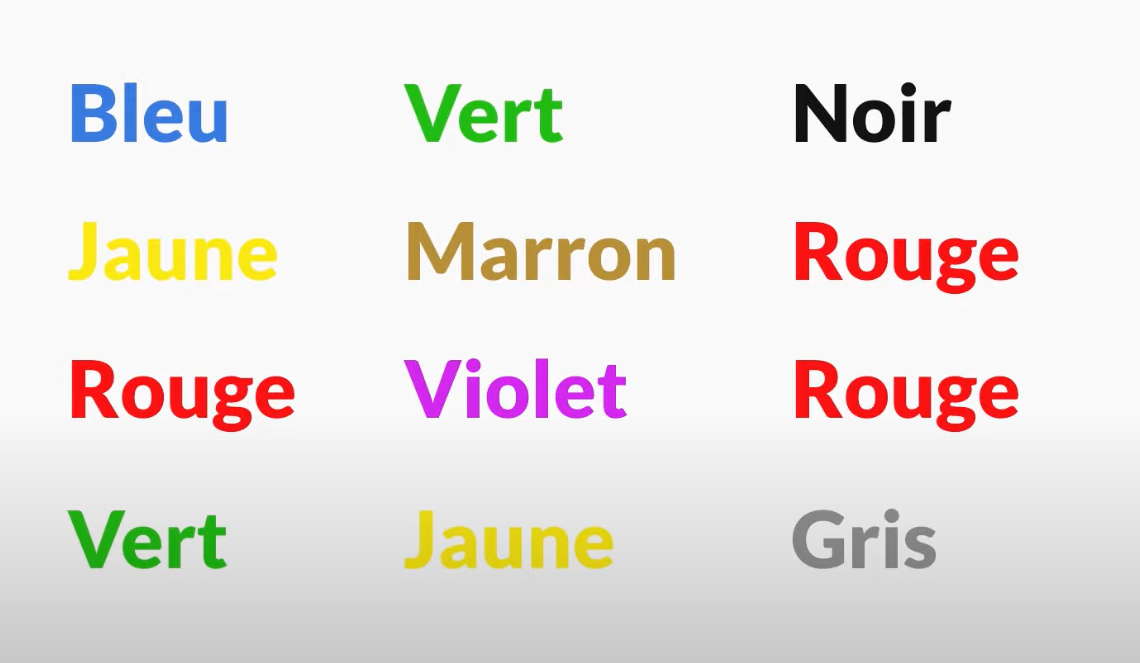 Bleu Vert Noir
Jaune Marron Rouge
Rouge Violet Rouge
Vert Jaune Gris